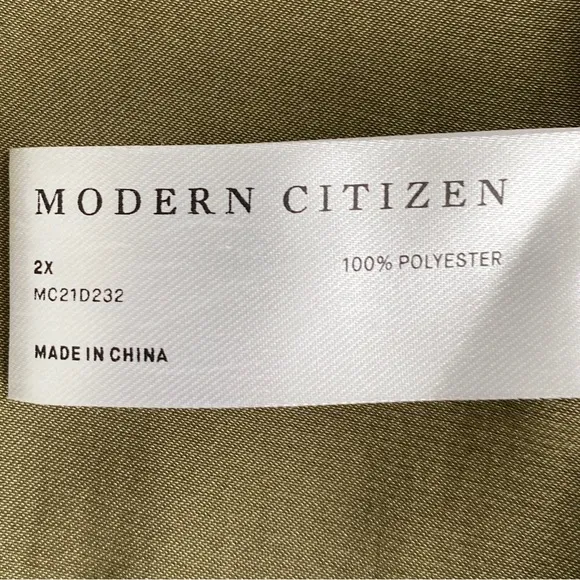 MODERN CITIZEN
2X
100% POLYESTER
MC21D232
MADE IN CHINA